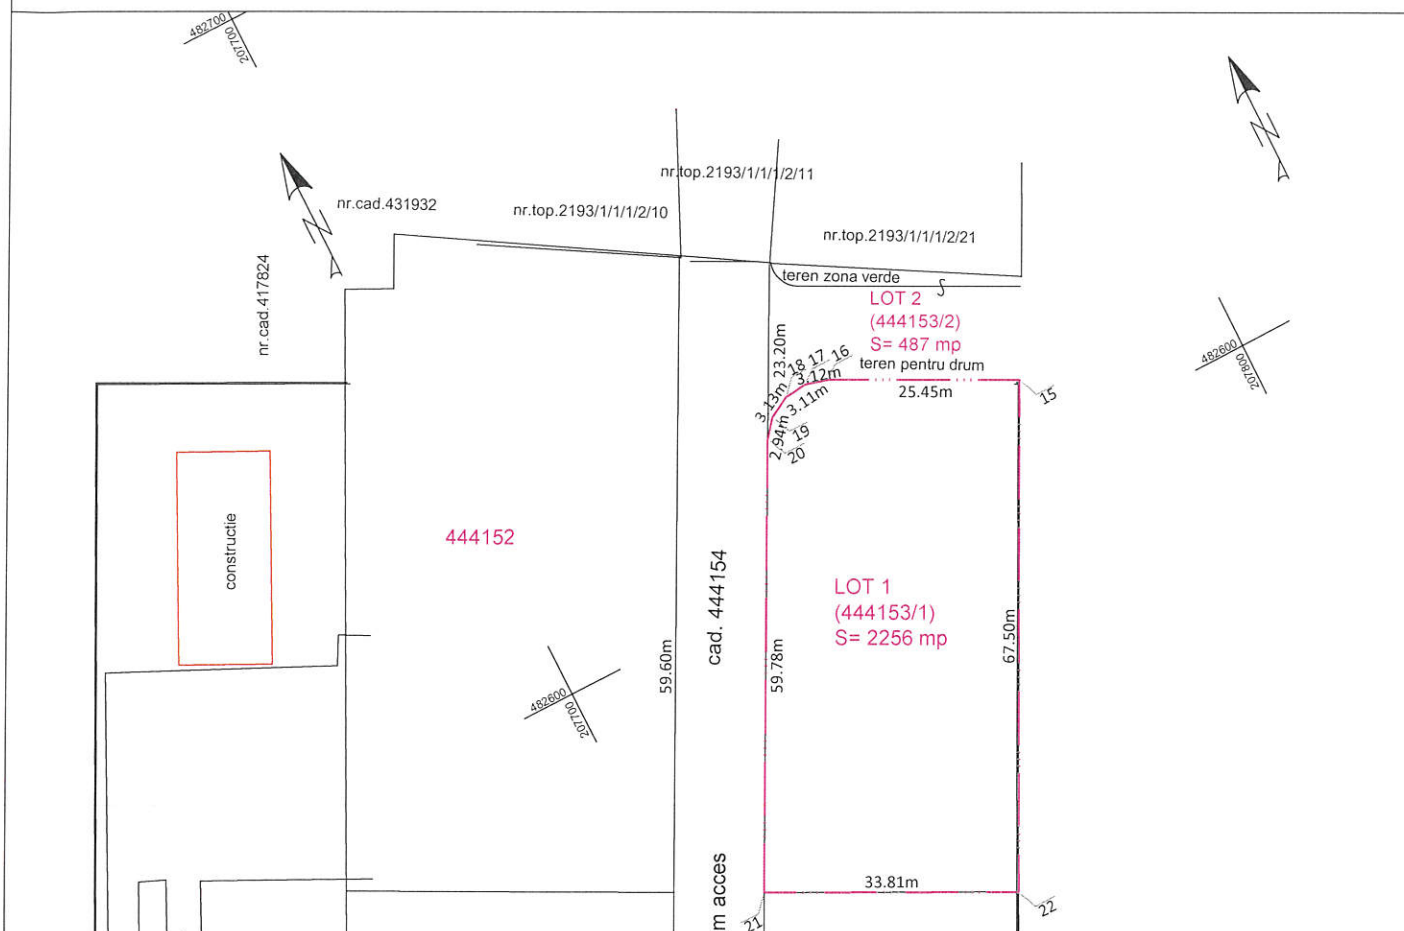 482700
207700
nr.top.2193/1/1/1/2/11
nr.cad.431932
nr.top.2193/1/1/1/2/10
nr.top.2193/1/1/1/2/21
nr.cad.417824
teren zona verde
LOT 2
(444153/2)
S= 487 mp
teren pentru drum
23.20m
18
17
16
3.12m
3.13m
3.11m
2.94m
19
20
25.45m
15
482600
207800
constructie
444152
cad. 444154
LOT 1
(444153/1)
S= 2256 mp
59.60m
59.78m
67.50m
482600
207700
33.81m
m acces
21
22